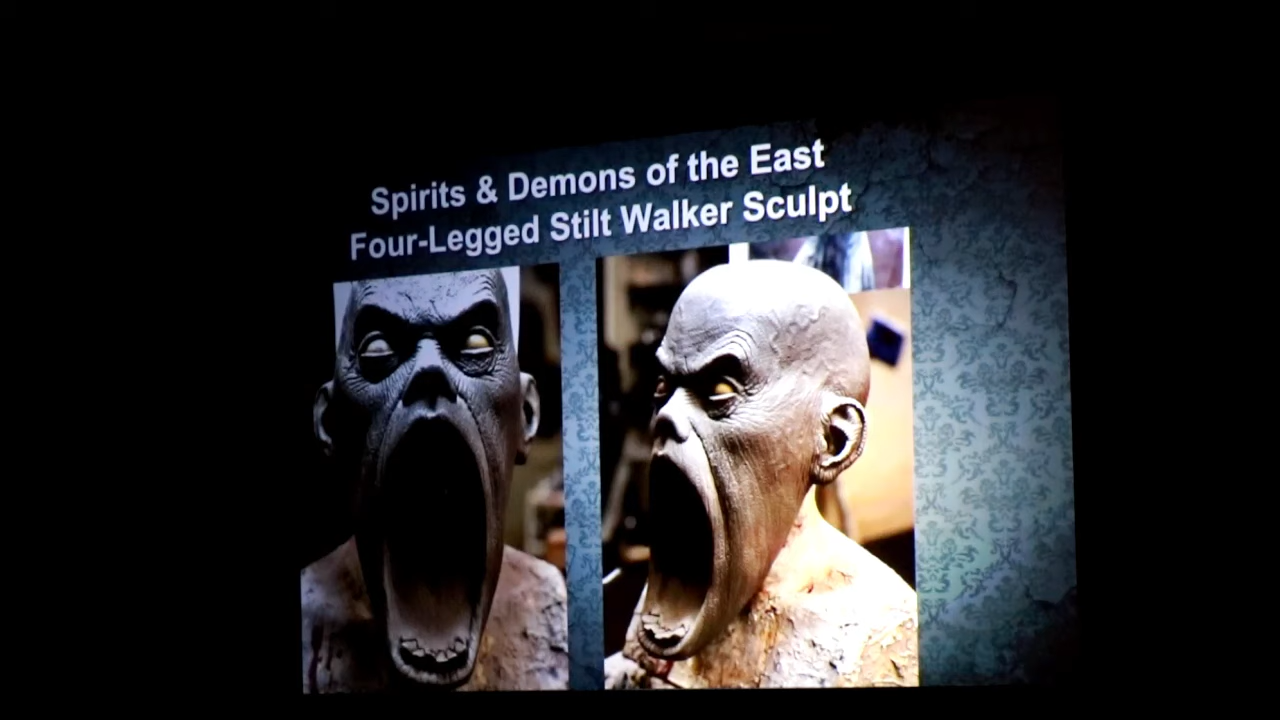 Spirits & Demons of the East
Four-Legged Stilt Walker Sculpt